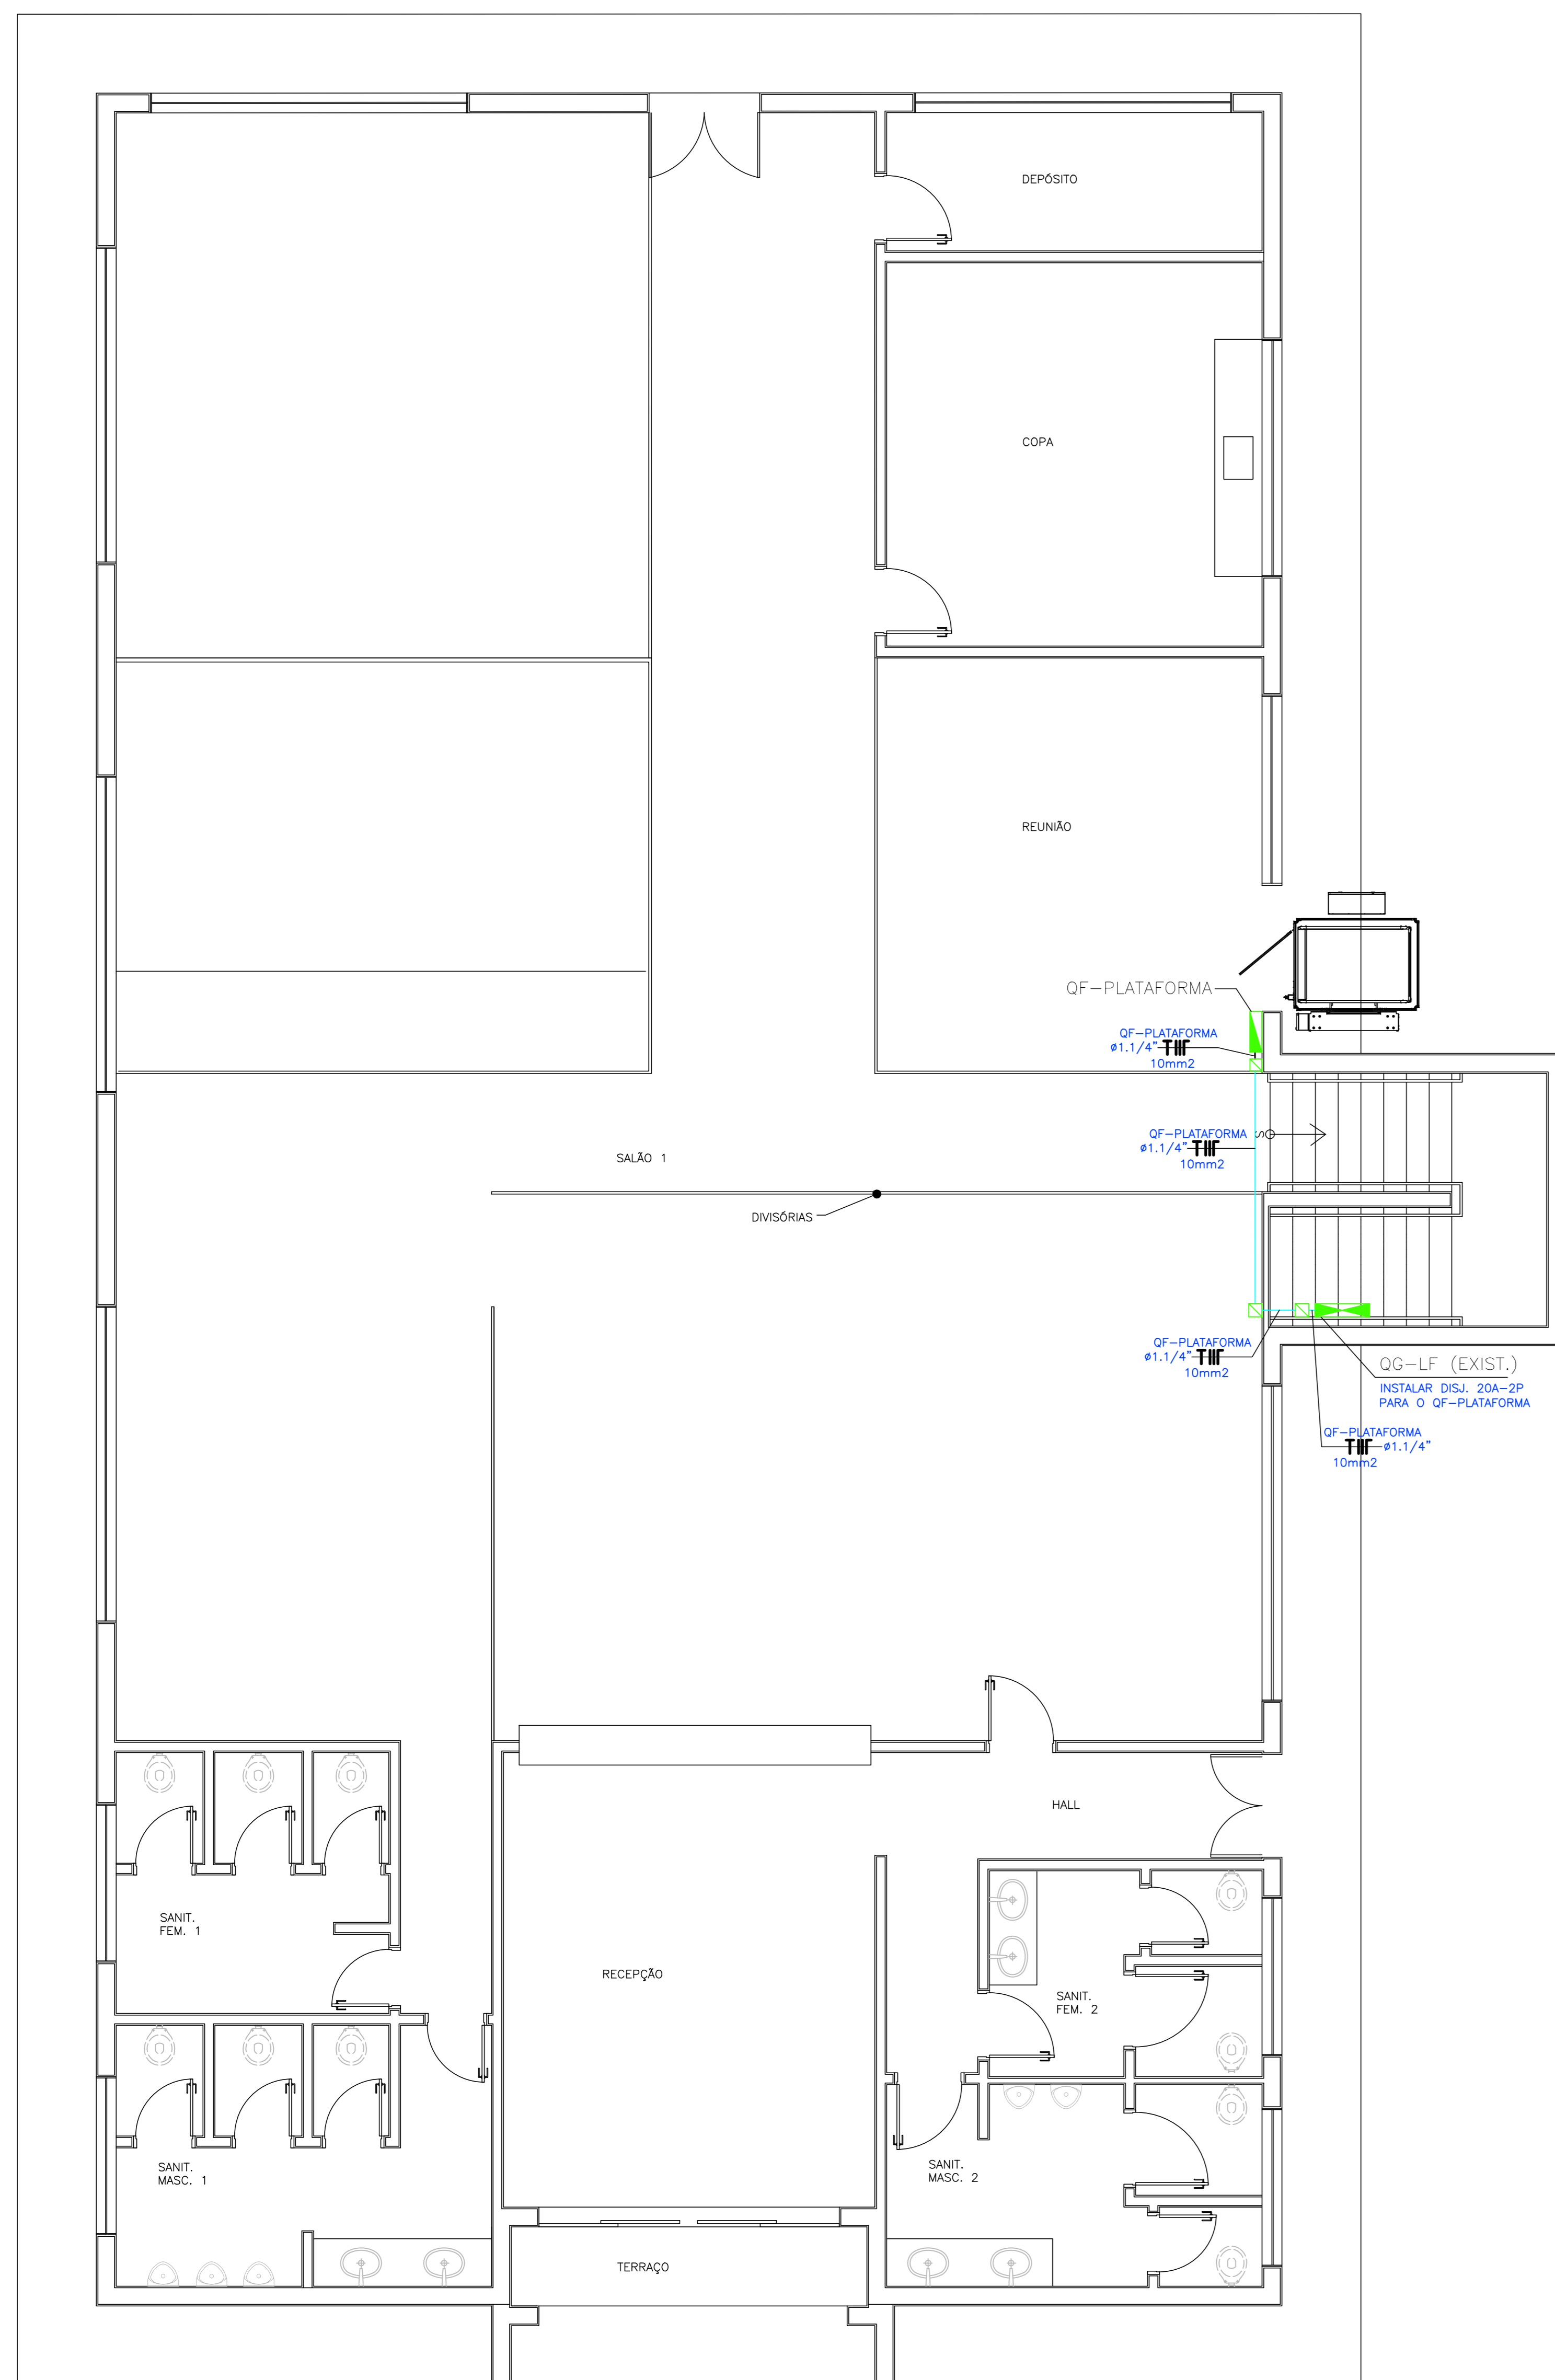 DEPÓSITO
COPA
REUNIÃO
QF-PLATAFORMA
QF-PLATAFORMA
ø1.1/4"
10mm2
QF-PLATAFORMA
ø1.1/4"
10mm2
S
SALÃO 1
DIVISÓRIAS
QF-PLATAFORMA
ø1.1/4"
10mm2
QG-LF (EXIST.)
INSTALAR DISJ. 20A-2P
PARA O QF-PLATAFORMA
QF-PLATAFORMA
ø1.1/4"
10mm2
HALL
SANIT.
FEM. 1
RECEPÇÃO
SANIT.
FEM. 2
SANIT.
MASC. 1
SANIT.
MASC. 2
TERRAÇO